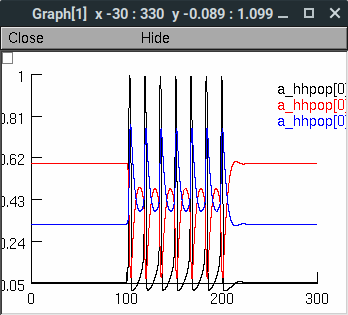 Graph[1] x -30 : 330 y -0.089 : 1.099
Close Hide
1
a_hhpop[0]
a_hhpop[0]
a_hhpop[0]
0.81
0.62
0.43
0.24
0.05
0 100 200 300